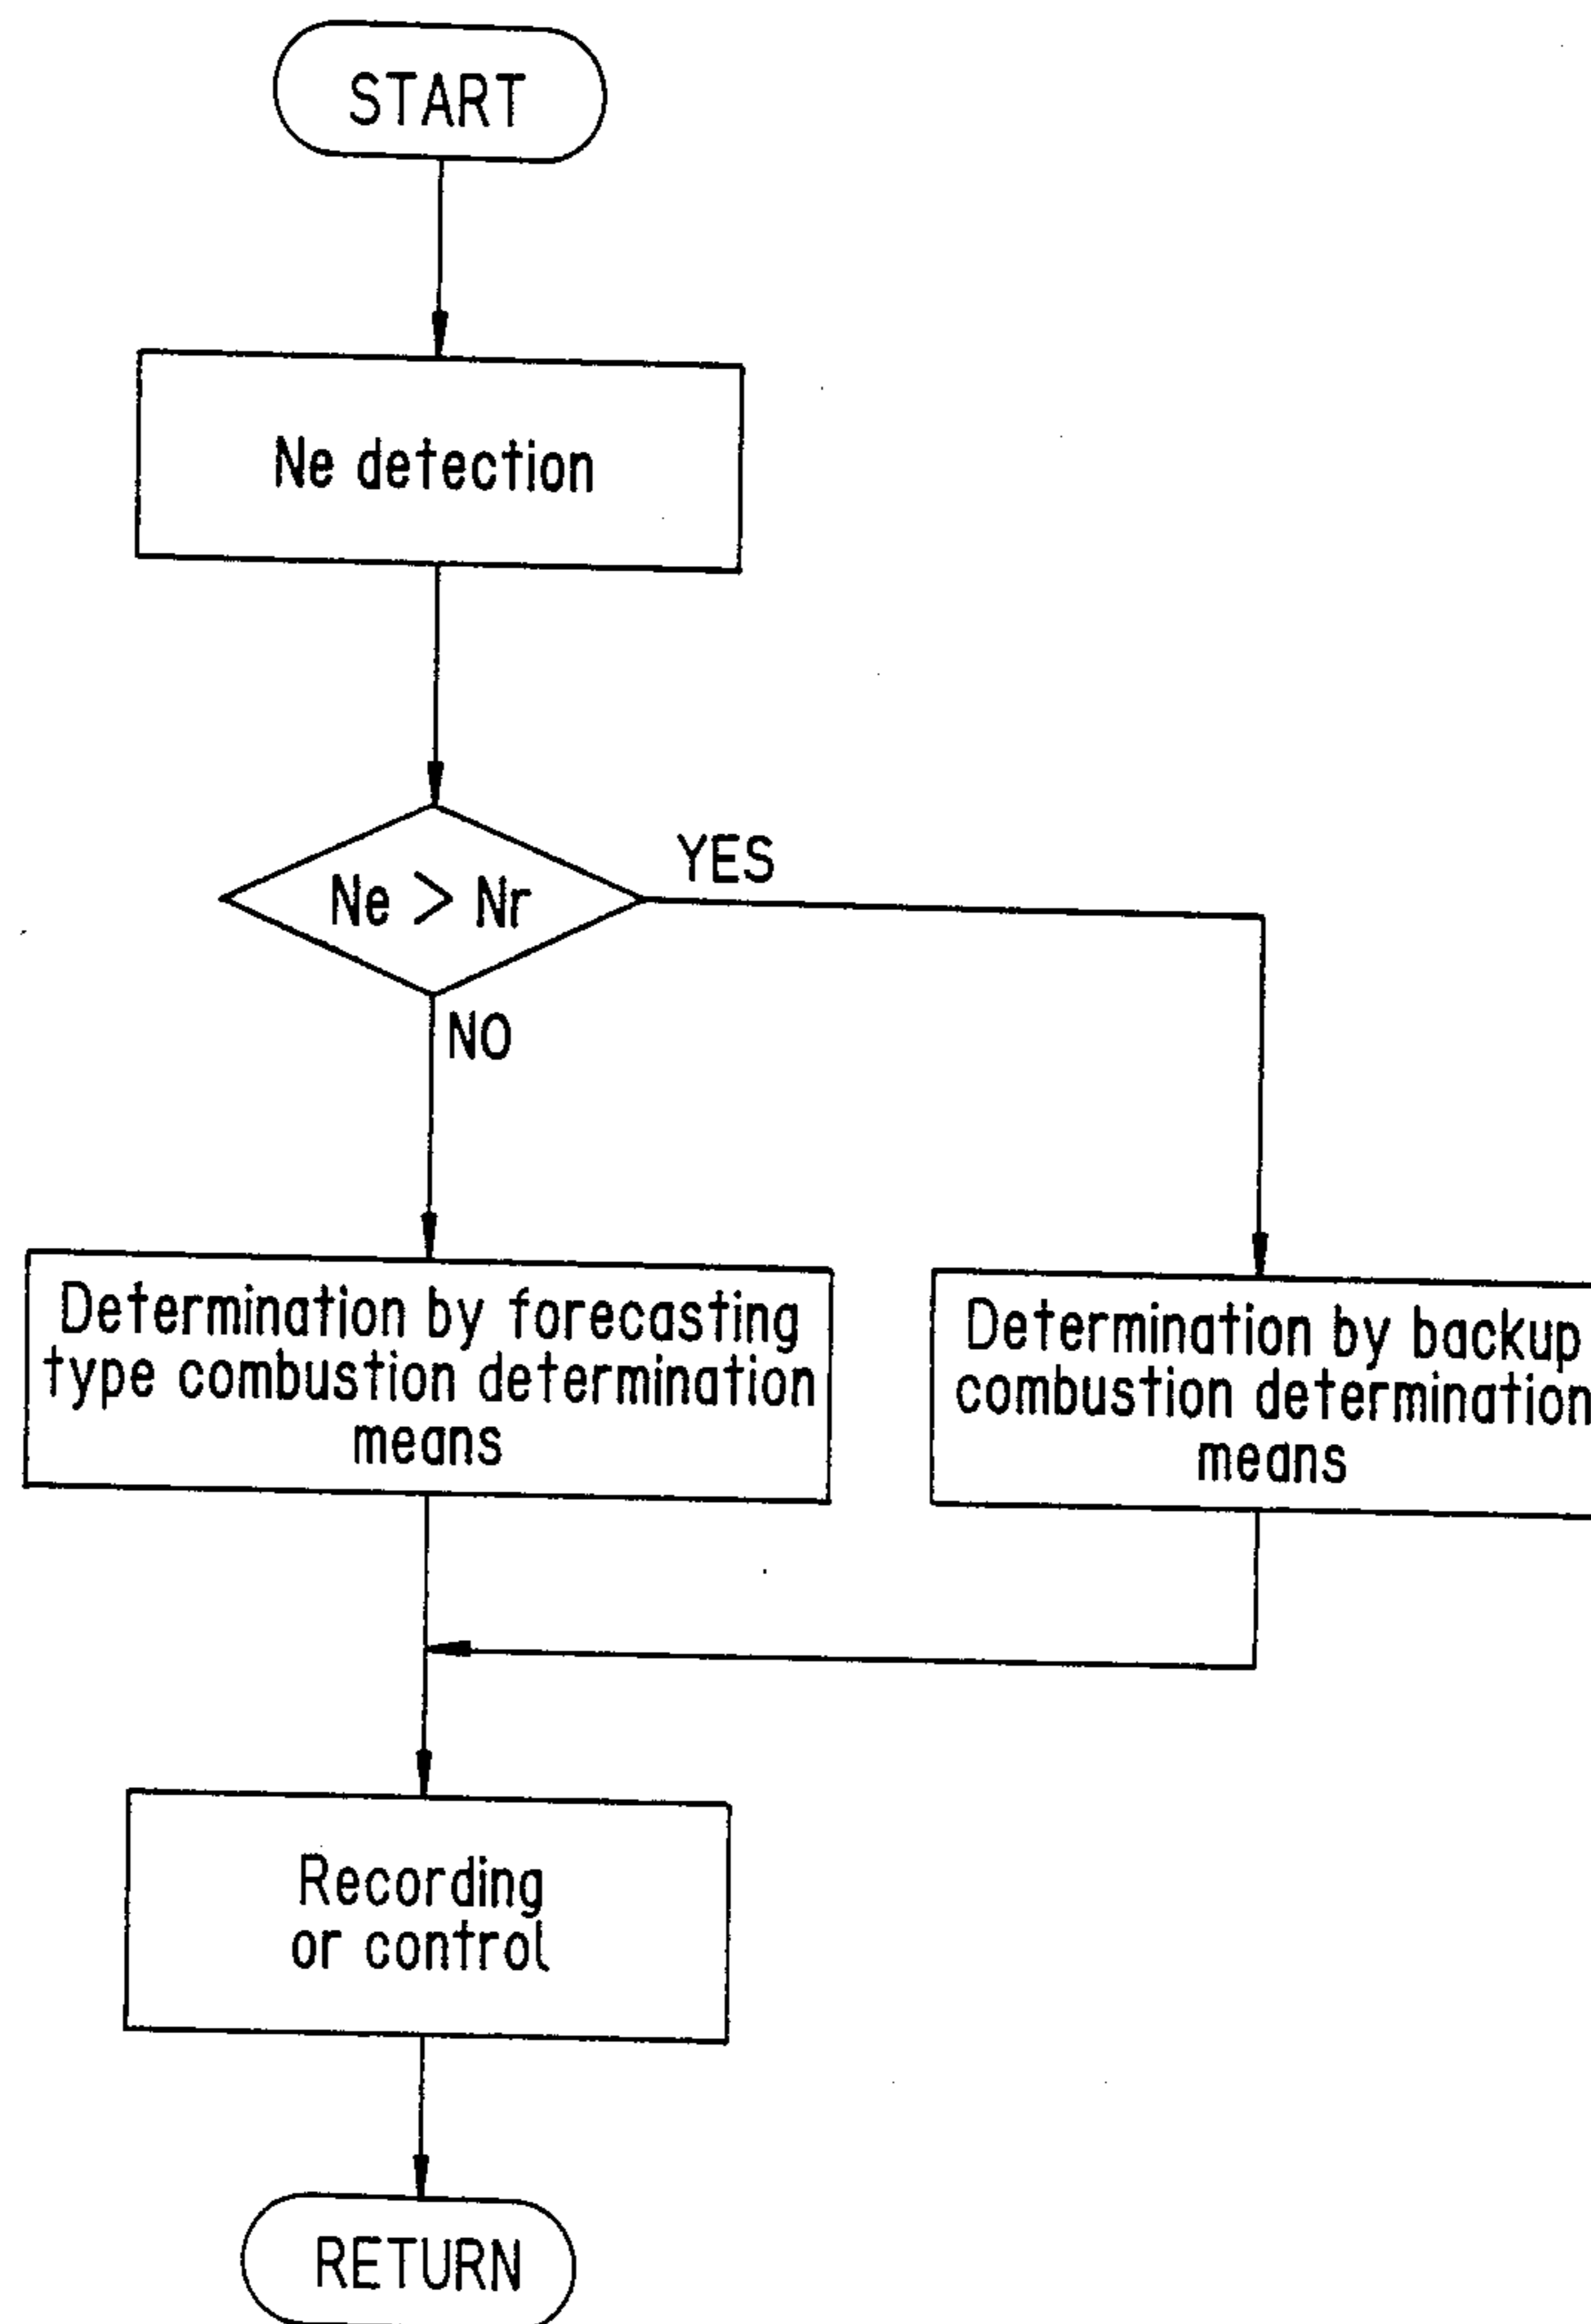 START
Ne detection
Ne > Nr
YES
NO
Determination by forecasting
type combustion determination
means
Determination by backup
combustion determination
means
Recording
or control
RETURN